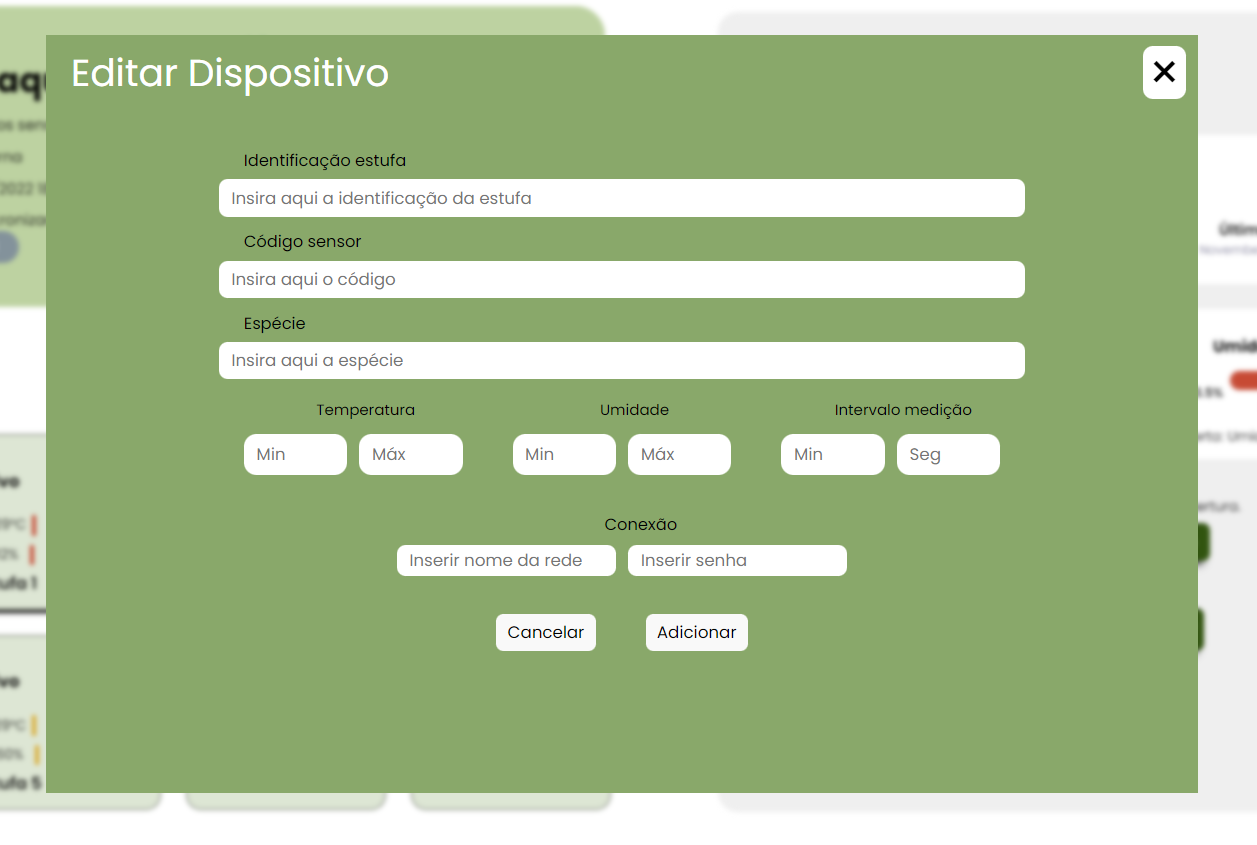 Editar Dispositivo
Identificação estufa
Insira aqui a identificação da estufa
Código sensor
Insira aqui o código
Espécie
Insira aqui a espécie
Temperatura Umidade Intervalo medição
Min Máx Min Máx Min Seg
Conexão
Inserir nome da rede Inserir senha
Cancelar Adicionar